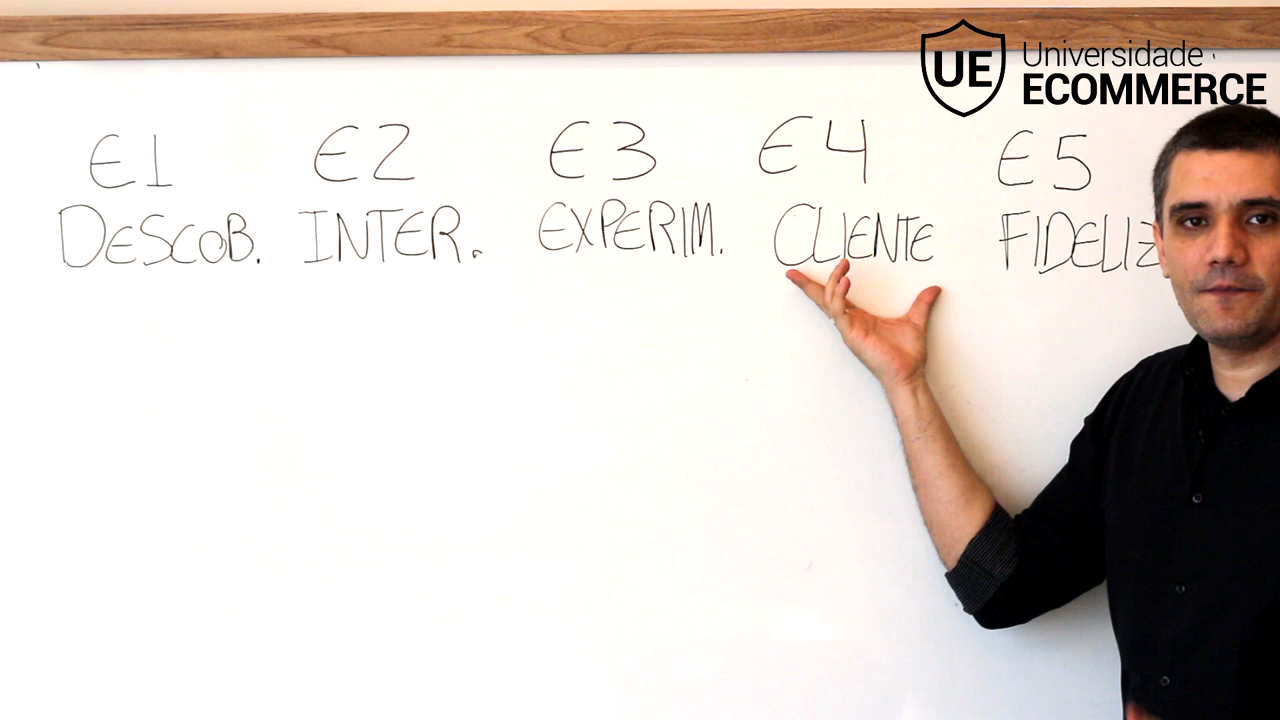 UE Universidade
ECOMMERCE
E1 E2 E3 E4 E5
DESCOB. INTER. EXPERIM. CLIENTE FIDELIZ